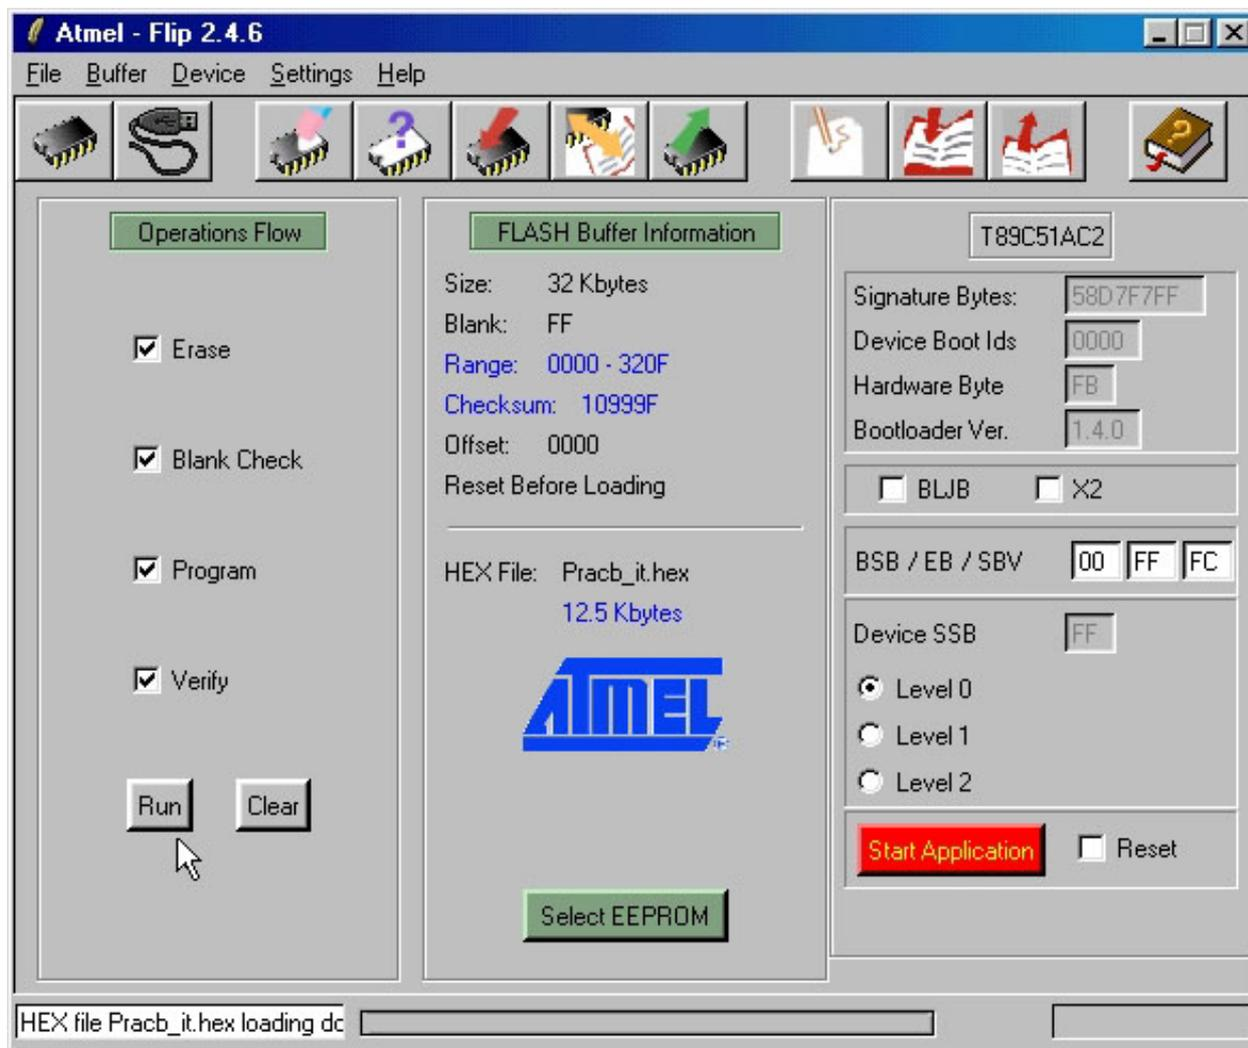 Atmel - Flip 2.4.6
File Buffer Device Settings Help
Operations Flow
Erase
Blank Check
Program
Verify
Run Clear
FLASH Buffer Information
Size: 32 Kbytes
Blank: FF
Range: 0000 - 320F
Checksum: 10999F
Offset: 0000
Reset Before Loading
HEX File: Pracb_it.hex
12.5 Kbytes
ATMEL
Select EEPROM
T89C51AC2
Signature Bytes: 58D7F7FF
Device Boot Ids 0000
Hardware Byte FB
Bootloader Ver. 1.4.0
BLJB X2
BSB / EB / SBV 00 FF FC
Device SSB FF
Level 0
Level 1
Level 2
Start Application Reset
HEX file Pracb_it.hex loading dc